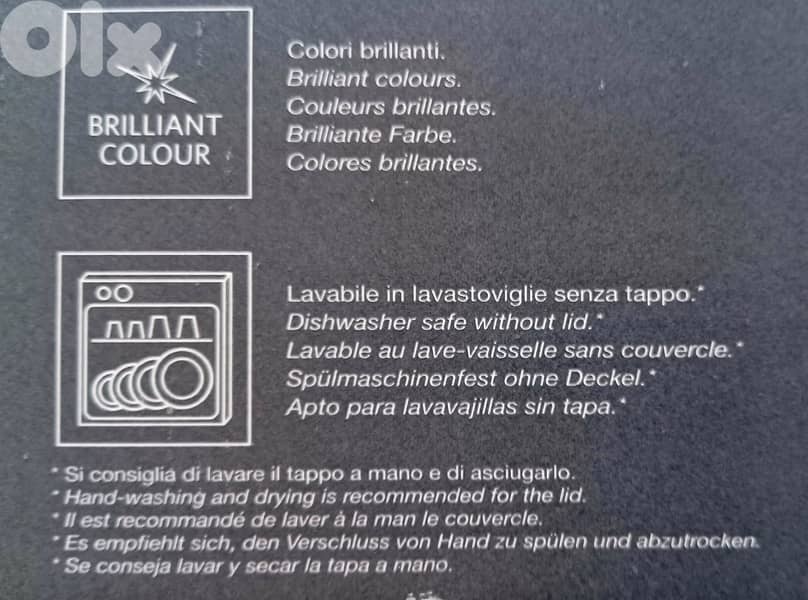 Olx
BRILLIANT
COLOUR
Colori brillanti.
Brilliant colours.
Couleurs brillantes.
Brilliante Farbe.
Colores brillantes.
Lavabile in lavastoviglie senza tappo.*
Dishwasher safe without lid.*
Lavable au lave-vaisselle sans couvercle.*
Spülmaschinenfest ohne Deckel.*
Apto para lavavajillas sin tapa.*
* Si consiglia di lavare il tappo a mano e di asciugarlo.
* Hand-washing and drying is recommended for the lid.
* Il est recommandé de laver à la man le couvercle.
* Es empfiehlt sich, den Verschluss von Hand zu spülen und abzutrocken.
* Se conseja lavar y secar la tapa a mano.